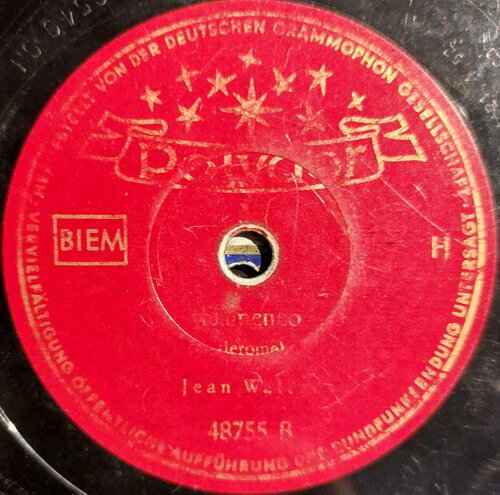 HERGESTELLT VON DER DEUTSCHEN GRAMMOPHON GESELLSCHAFT · VERVIELFÄLTIGUNG ÖFFENTLICHE AUFFÜHRUNG UND RUNDFUNKSENDUNG UNTERSAGT
Polydor
BIEM
H
(Jerome)
Jean
48755 B